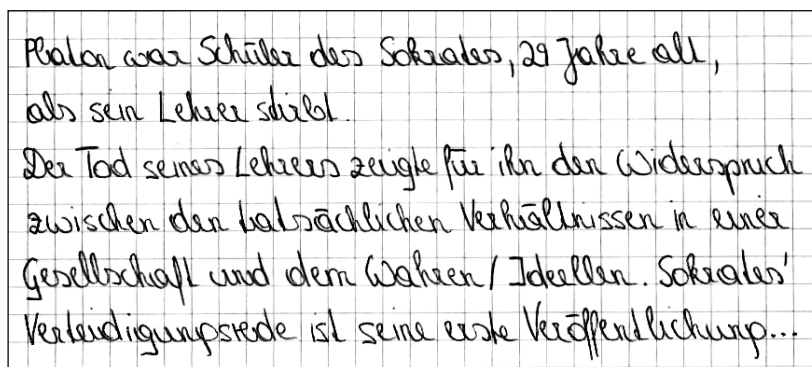 Platon war Schüler des Sokrates, 29 Jahre alt,
als sein Lehrer stirbt.
Der Tod seines Lehrers zeigte für ihn den Widerspruch
zwischen den tatsächlichen Verhältnissen in einer
Gesellschaft und dem Wahren / Ideellen. Sokrates'
Verteidigungsrede ist seine erste Veröffentlichung...